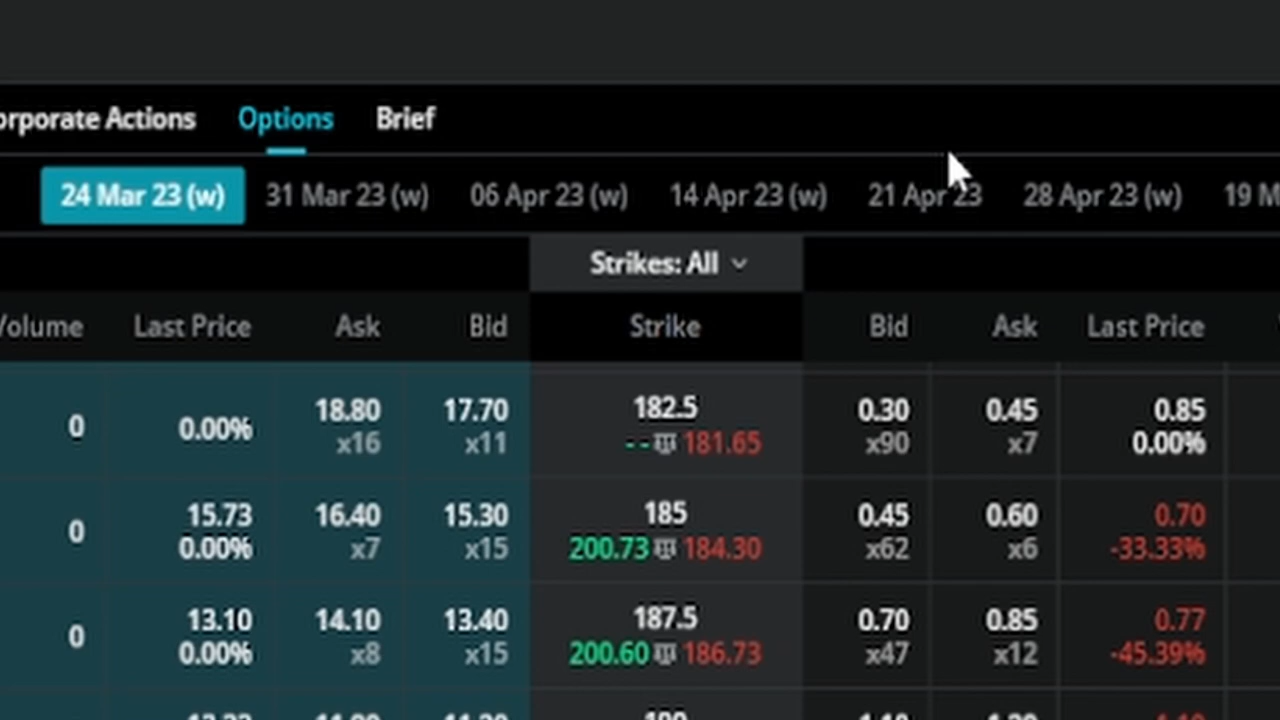 orporate Actions Options Brief
24 Mar 23 (w) 31 Mar 23 (w) 06 Apr 23 (w) 14 Apr 23 (w) 21 Apr 23 28 Apr 23 (w) 19 M
Strikes: All
Volume Last Price Ask Bid Strike Bid Ask Last Price
0 0.00% 18.80 17.70 182.5 0.30 0.45 0.85
x16 x11 -- 181.65 x90 x7 0.00%
0 15.73 16.40 15.30 185 0.45 0.60 0.70
0.00% x7 x15 200.73 184.30 x62 x6 -33.33%
0 13.10 14.10 13.40 187.5 0.70 0.85 0.77
0.00% x8 x15 200.60 186.73 x47 x12 -45.39%
190